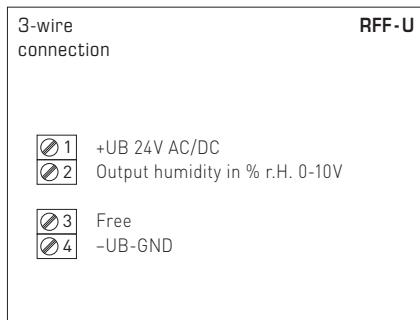 3-wire RFF-U
connection
1 +UB 24V AC/DC
2 Output humidity in % r.H. 0-10V
3 Free
4 –UB-GND